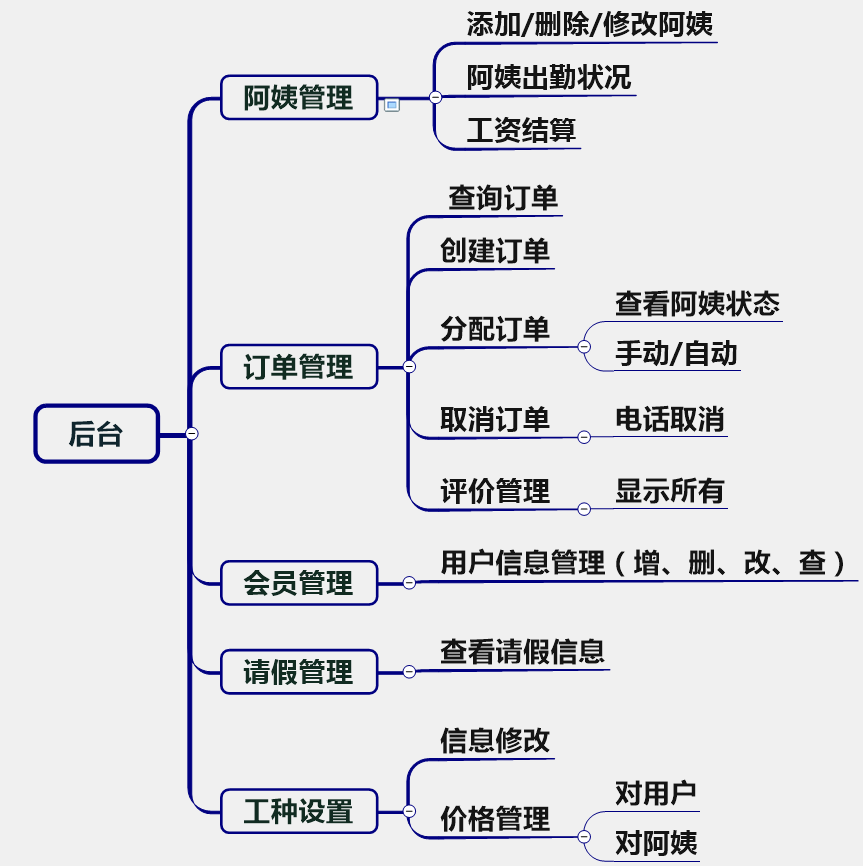 后台
阿姨管理
添加/删除/修改阿姨
阿姨出勤状况
工资结算
订单管理
查询订单
创建订单
分配订单
查看阿姨状态
手动/自动
取消订单
电话取消
评价管理
显示所有
会员管理
用户信息管理（增、删、改、查）
请假管理
查看请假信息
工种设置
信息修改
价格管理
对用户
对阿姨